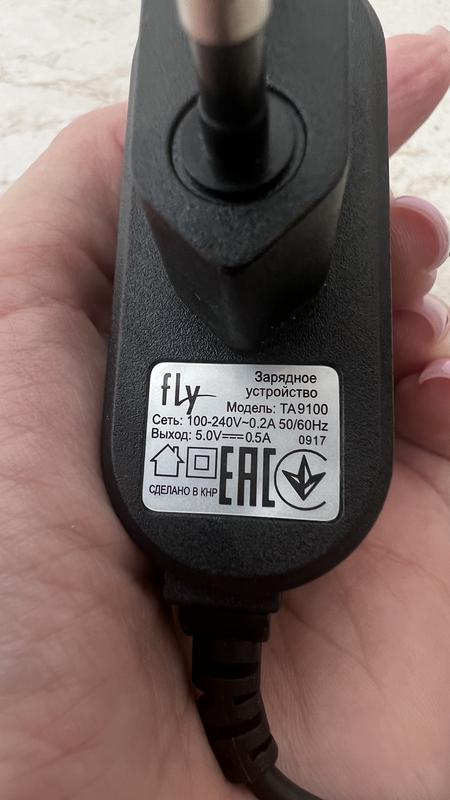 fly
Зарядное
устройство
Модель: TA9100
Сеть: 100-240V~0.2A 50/60Hz
Выход: 5.0V⎓0.5A 0917
СДЕЛАНО В КНР
EAC